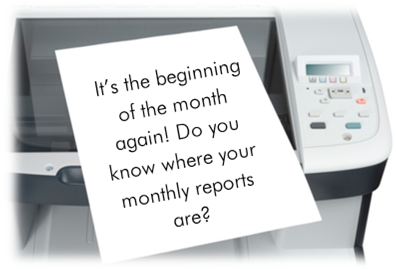 It's the beginning
of the month
again! Do you
know where your
monthly reports
are?